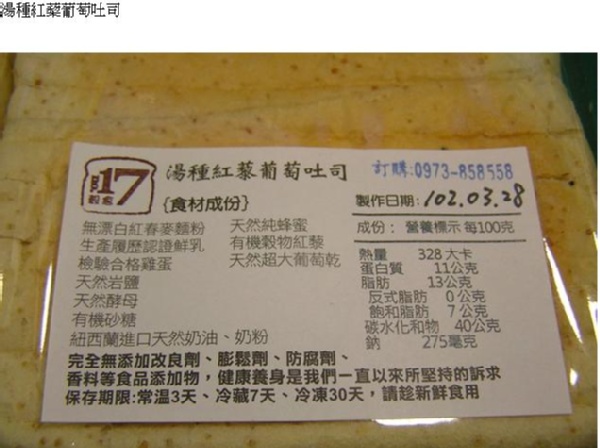 湯種紅藜葡萄吐司
17
湯種紅藜葡萄吐司
訂購:0973-858558
{食材成份}
製作日期:102.03.28
無漂白紅春麥麵粉
生產履歷認證鮮乳
檢驗合格雞蛋
天然岩鹽
天然酵母
有機砂糖
紐西蘭進口天然奶油、奶粉
天然純蜂蜜
有機穀物紅藜
天然超大葡萄乾
成份: 營養標示 每100克
熱量 328 大卡
蛋白質 11公克
脂肪 13公克
反式脂肪 0公克
飽和脂肪 7公克
碳水化和物 40公克
鈉 275毫克
完全無添加改良劑、膨鬆劑、防腐劑、
香料等食品添加物，健康養身是我們一直以來所堅持的訴求
保存期限:常溫3天、冷藏7天、冷凍30天，請趁新鮮食用